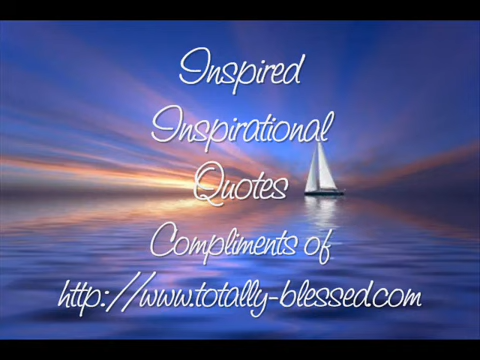 Inspired
Inspirational
Quotes
Compliments of
http://www.totally-blessed.com